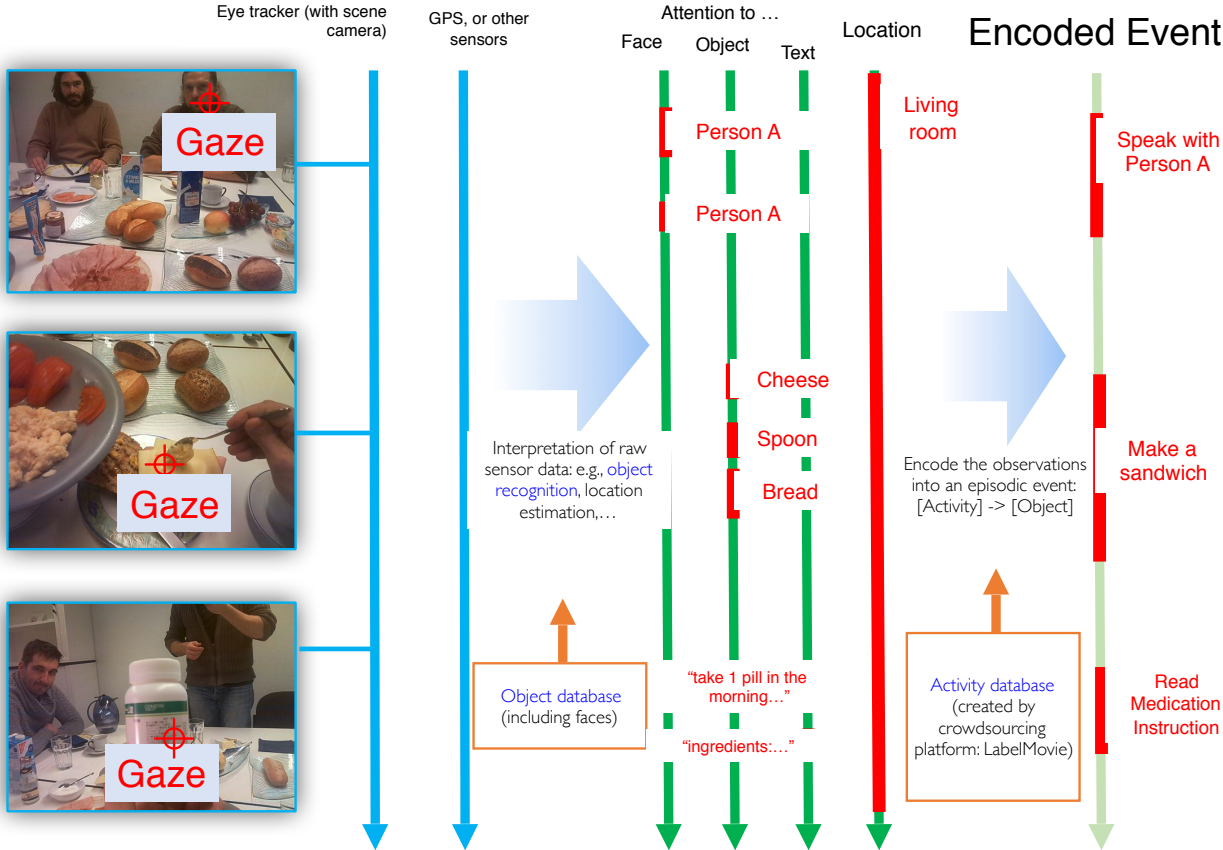 Eye tracker (with scene
camera)
GPS, or other
sensors
Attention to …
Face
Object
Text
Location
Encoded Event
Gaze
Person A
Person A
Living
room
Speak with
Person A
Gaze
Cheese
Spoon
Bread
Interpretation of raw
sensor data: e.g., object
recognition, location
estimation,…
Encode the observations
into an episodic event:
[Activity] -> [Object]
Make a
sandwich
Gaze
Object database
(including faces)
“take 1 pill in the
morning…”
“ingredients:…”
Activity database
(created by
crowdsourcing
platform: LabelMovie)
Read
Medication
Instruction